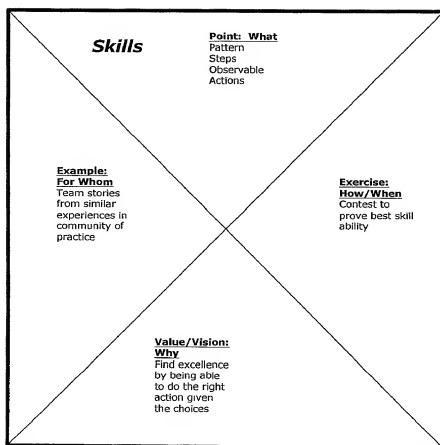 Skills
Point: What
Pattern
Steps
Observable
Actions
Example:
For Whom
Team stories
from similar
experiences in
community of
practice
Exercise:
How/When
Contest to
prove best skill
ability
Value/Vision:
Why
Find excellence
by being able
to do the right
action given
the choices